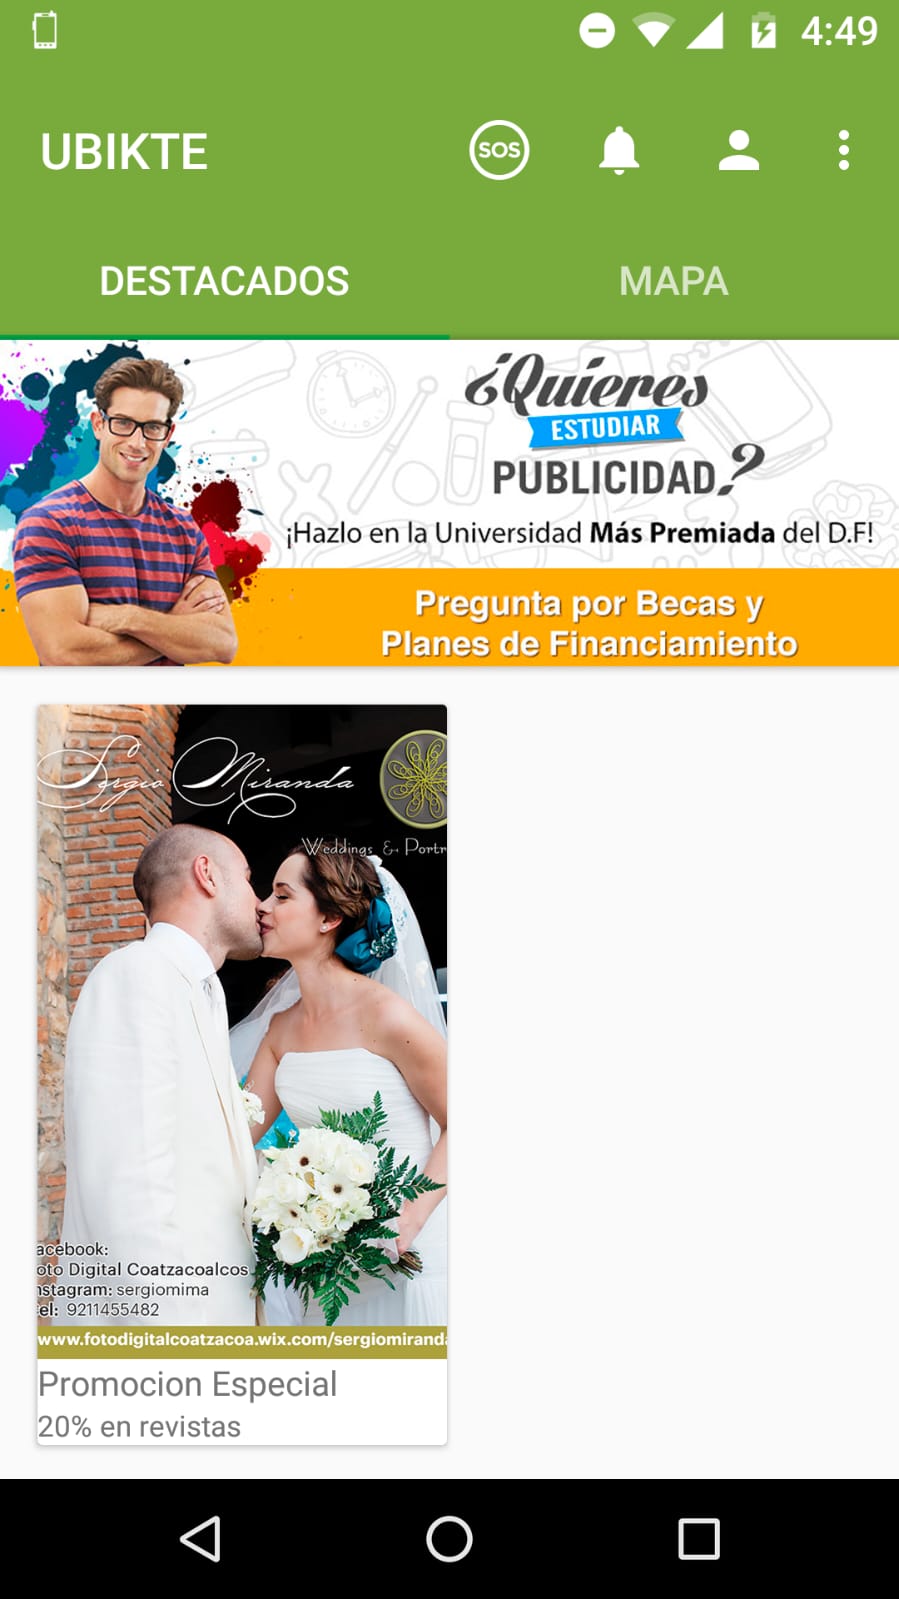 4:49
UBIKTE
SOS
DESTACADOS
MAPA
¿Quieres
ESTUDIAR
PUBLICIDAD?
¡Hazlo en la Universidad Más Premiada del D.F!
Pregunta por Becas y
Planes de Financiamiento
Sergio Miranda
Weddings & Portr
acebook:
oto Digital Coatzacoalcos
nstagram: sergiomima
el: 9211455482
www.fotodigitalcoatzacoa.wix.com/sergiomiranda
Promocion Especial
20% en revistas